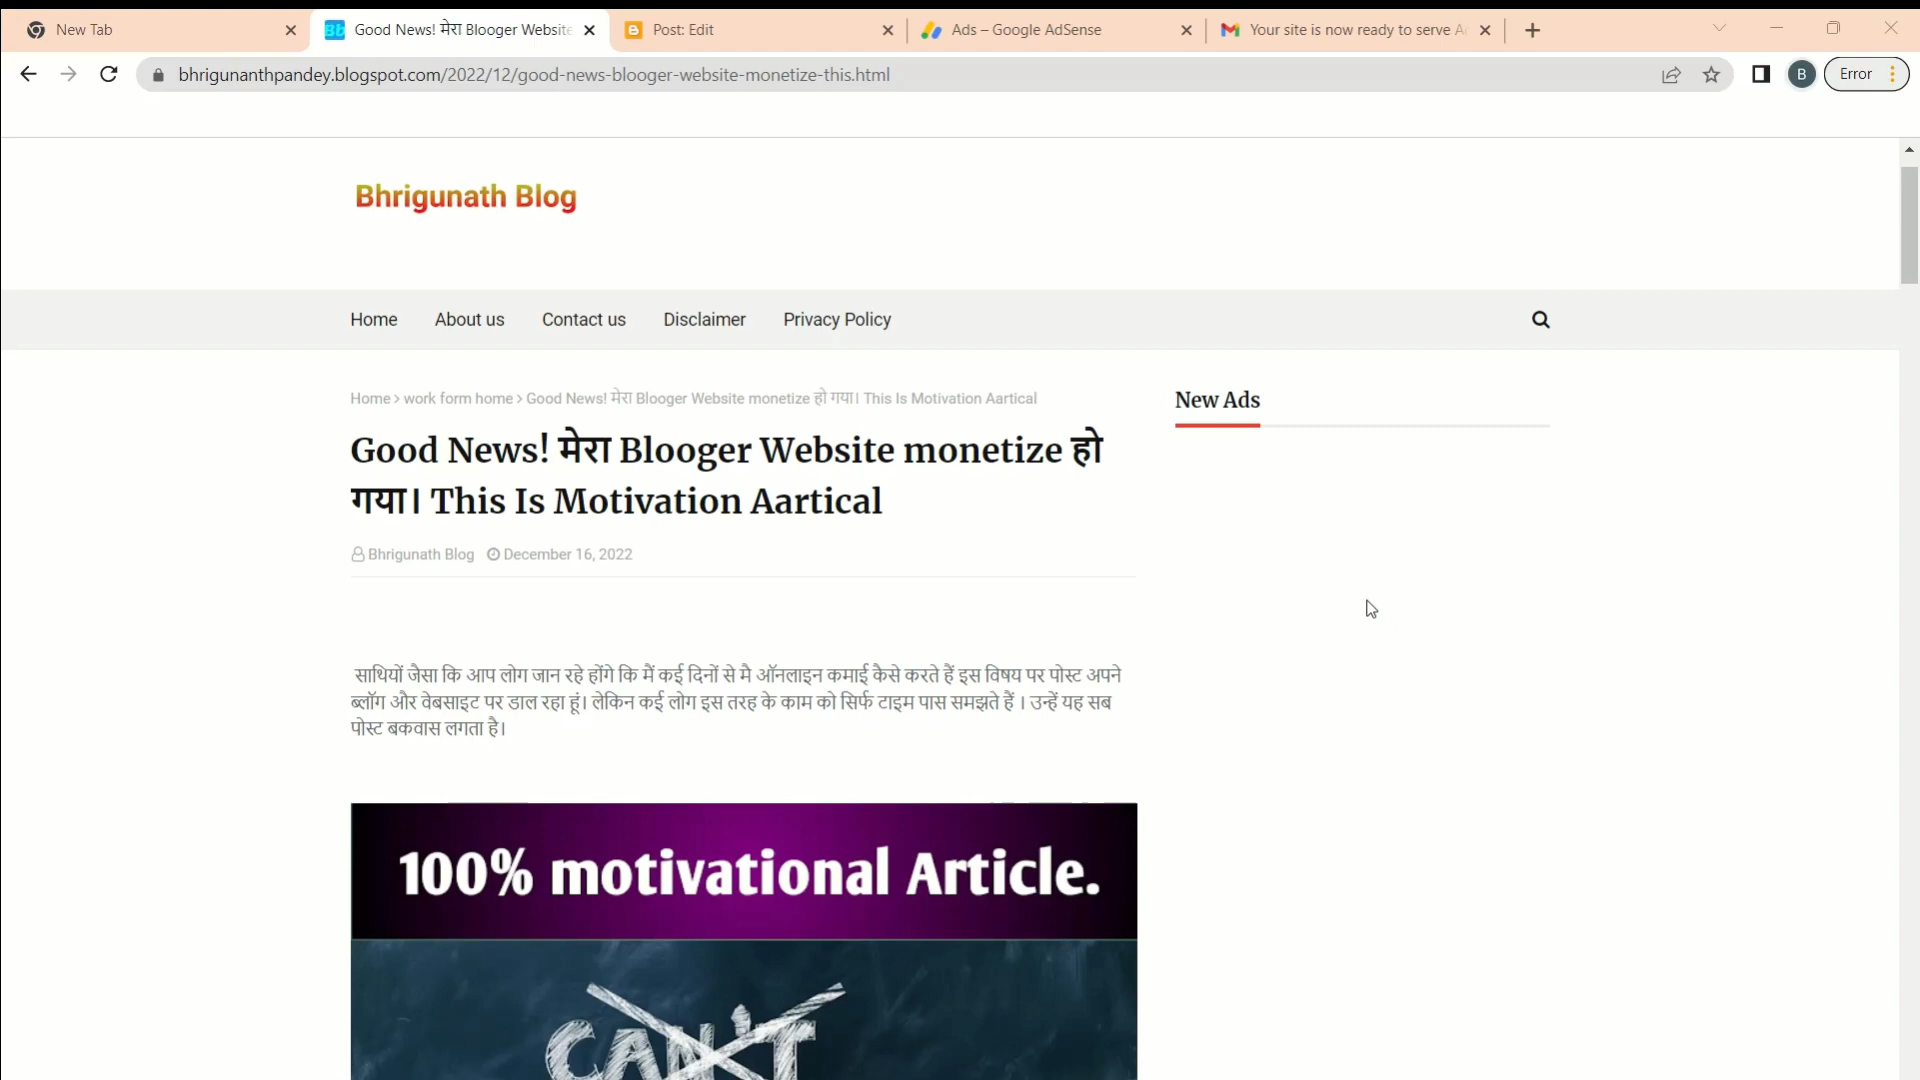 New Tab
Good News! मेरा Blooger Website
Post: Edit
Ads – Google AdSense
Your site is now ready to serve A
bhrigunanthpandey.blogspot.com/2022/12/good-news-blooger-website-monetize-this.html
B
Error
Bhrigunath Blog
Home
About us
Contact us
Disclaimer
Privacy Policy
Home > work form home > Good News! मेरा Blooger Website monetize हो गया। This Is Motivation Aartical
New Ads
Good News! मेरा Blooger Website monetize हो
गया। This Is Motivation Aartical
Bhrigunath Blog December 16, 2022
साथियों जैसा कि आप लोग जान रहे होंगे कि मैं कई दिनों से मै ऑनलाइन कमाई कैसे करते हैं इस विषय पर पोस्ट अपने
ब्लॉग और वेबसाइट पर डाल रहा हूं। लेकिन कई लोग इस तरह के काम को सिर्फ टाइम पास समझते हैं । उन्हें यह सब
पोस्ट बकवास लगता है।
100% motivational Article.
CAN'T